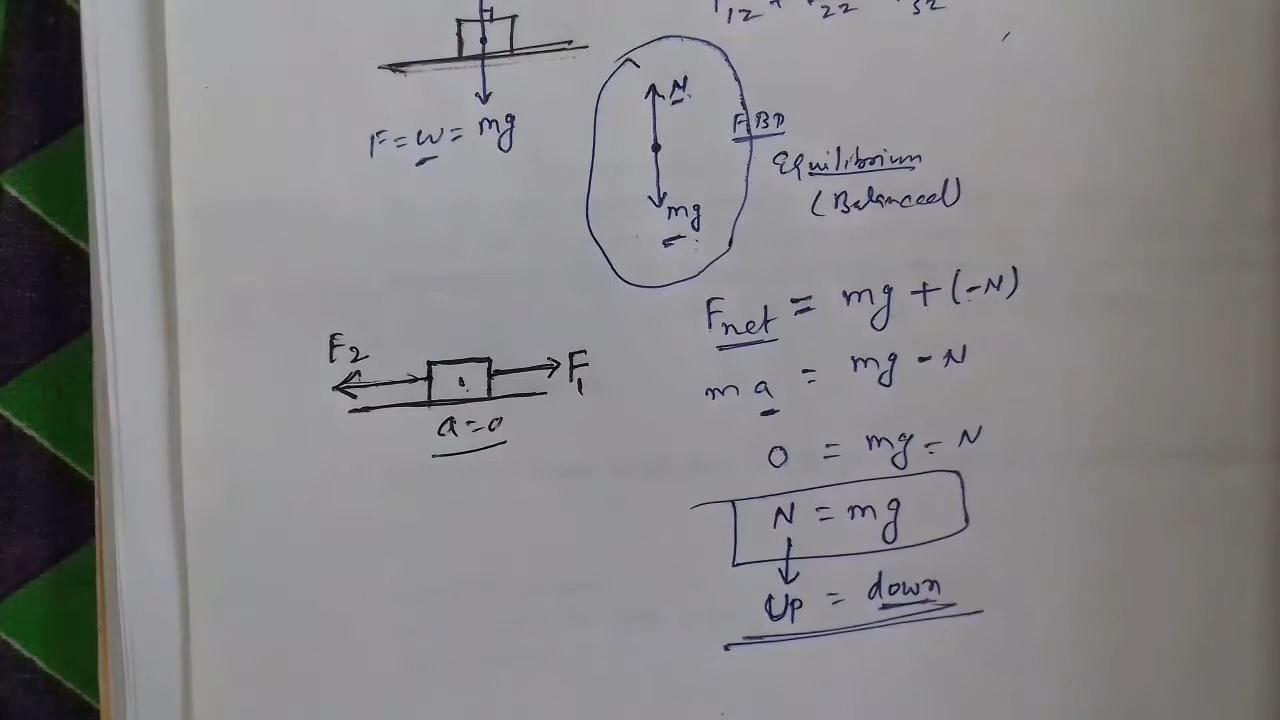 F = w = mg
N
mg
FBD
Equilibrium
(Balanced)
Fnet = mg + (-N)
ma = mg - N
0 = mg - N
N = mg
Up = down
F2
F1
a = 0